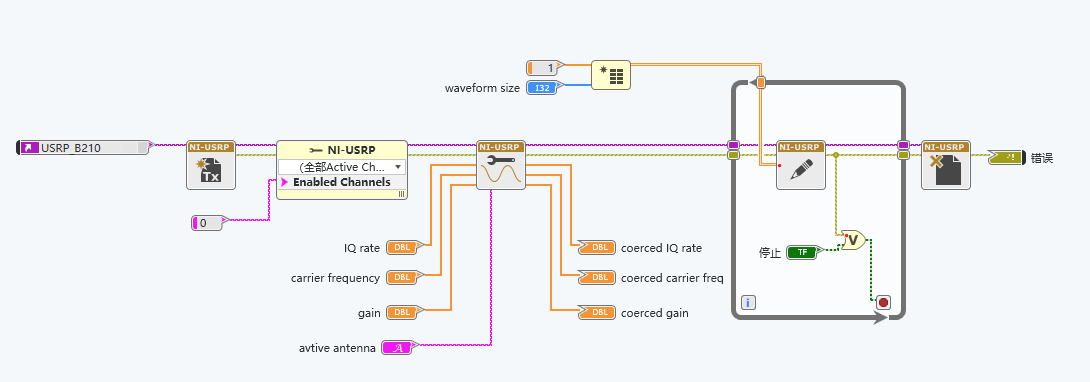 1
waveform size
I32
USRP_B210
NI-USRP
Tx
NI-USRP
(全部Active Ch...
Enabled Channels
NI-USRP
NI-USRP
NI-USRP
?!
错误
0
IQ rate
DBL
DBL
coerced IQ rate
停止
TF
V
carrier frequency
DBL
DBL
coerced carrier freq
i
gain
DBL
DBL
coerced gain
avtive antenna
A